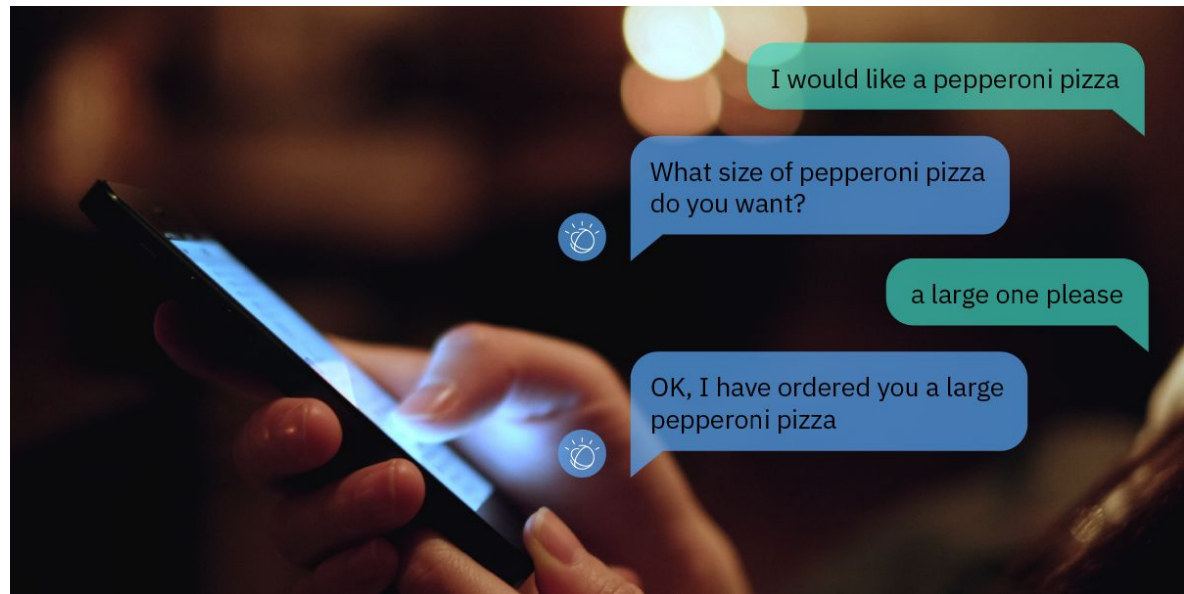 I would like a pepperoni pizza
What size of pepperoni pizza
do you want?
a large one please
OK, I have ordered you a large
pepperoni pizza